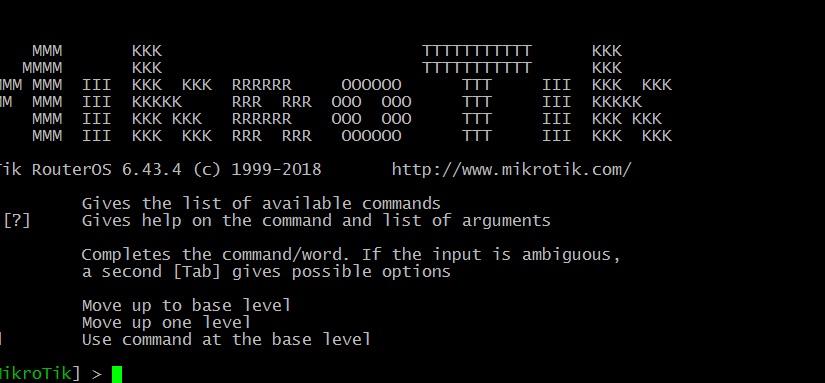 MMM KKK TTTTTTTTTTT KKK
MMMM KKK TTTTTTTTTTT KKK
MM MMM III KKK KKK RRRRRR OOOOOO TTT III KKK KKK
M MMM III KKKKK RRR RRR OOO OOO TTT III KKKKK
MMM III KKK KKK RRRRRR OOO OOO TTT III KKK KKK
MMM III KKK KKK RRR RRR OOOOOO TTT III KKK KKK
Tik RouterOS 6.43.4 (c) 1999-2018 http://www.mikrotik.com/
Gives the list of available commands
[?] Gives help on the command and list of arguments
Completes the command/word. If the input is ambiguous,
a second [Tab] gives possible options
Move up to base level
Move up one level
Use command at the base level
MikroTik] >